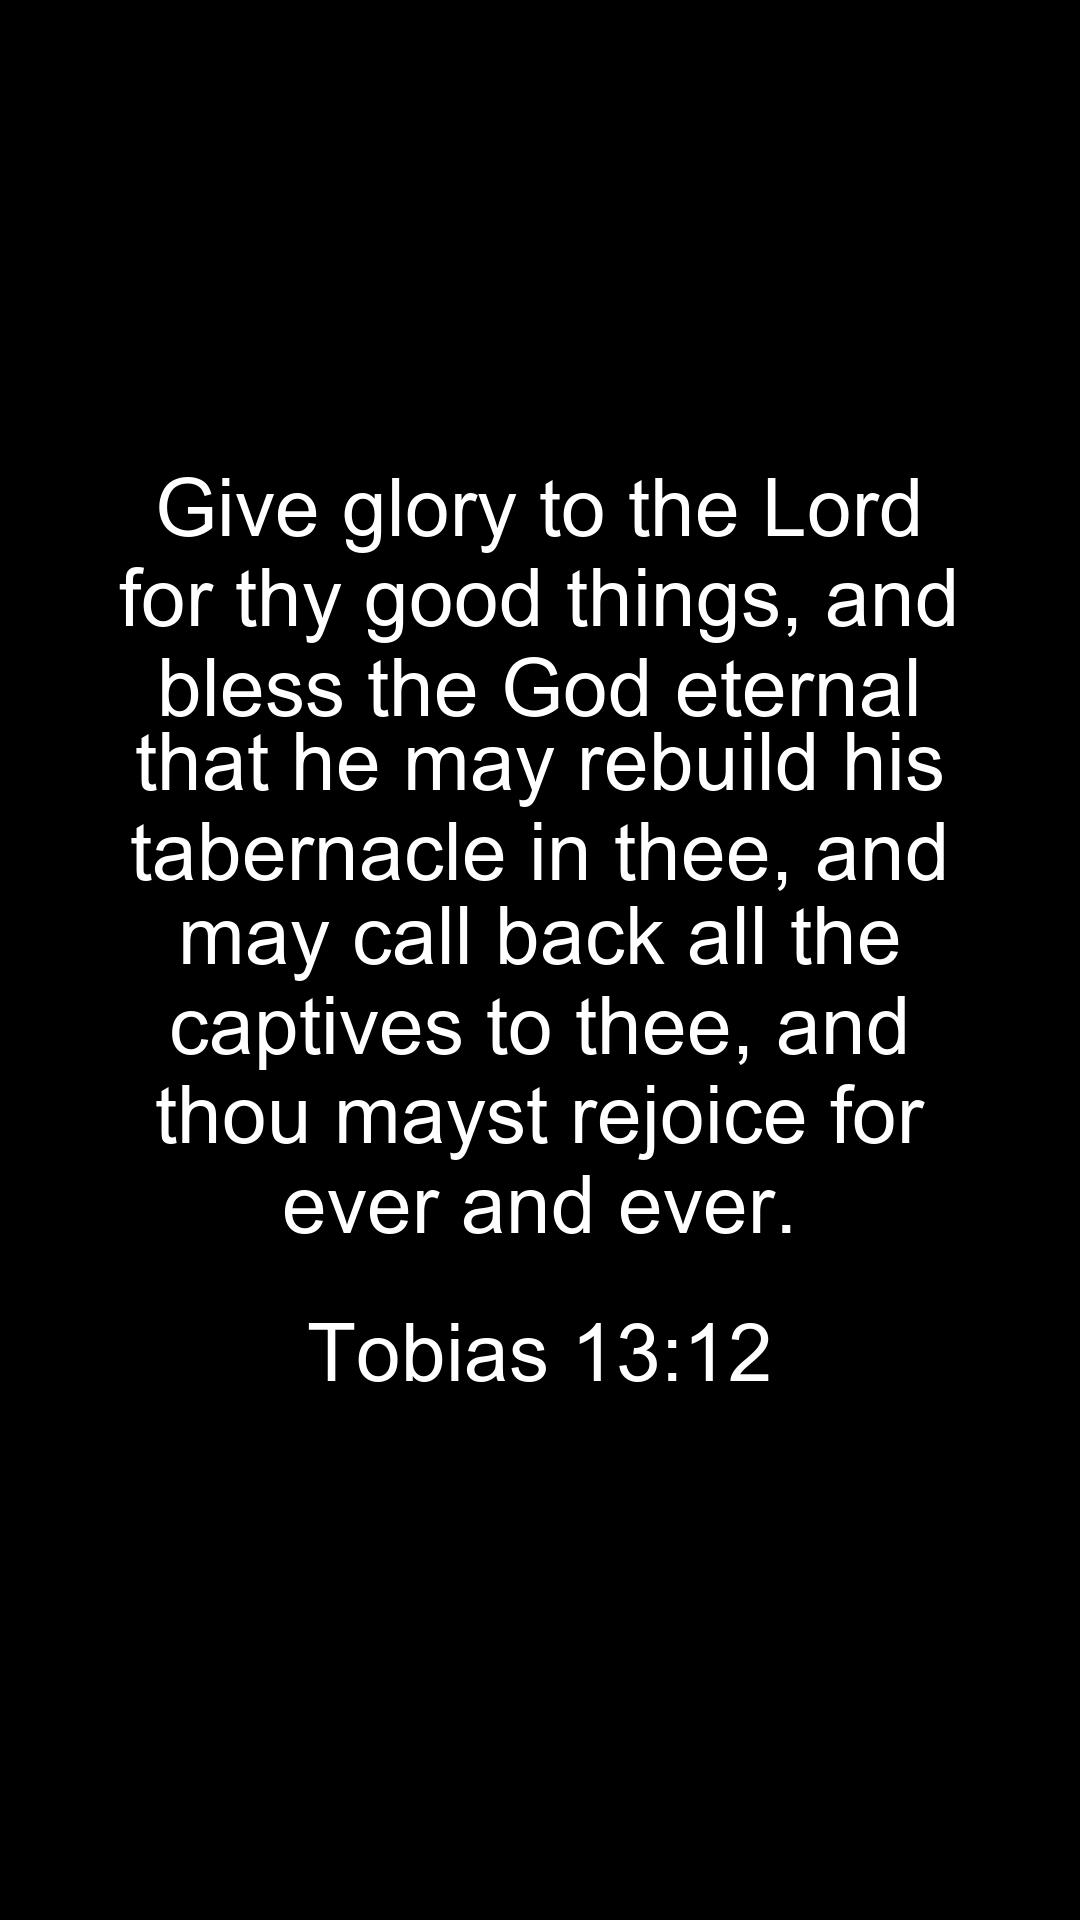 Give glory to the Lord
for thy good things, and
bless the God eternal
that he may rebuild his
tabernacle in thee, and
may call back all the
captives to thee, and
thou mayst rejoice for
ever and ever.
Tobias 13:12